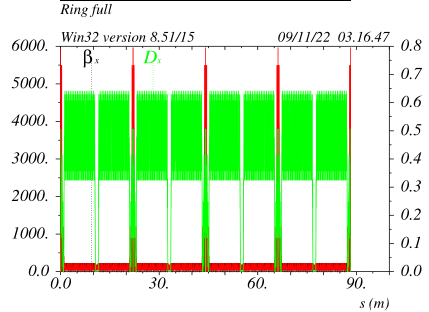 Ring full
Win32 version 8.51/15 09/11/22 03.16.47
6000. βx Dx 0.8
5000. 0.7
4000. 0.6
3000. 0.5
2000. 0.4
1000. 0.3
0.0 0.2
0.1
0.0
0.0 30. 60. 90.
s (m)